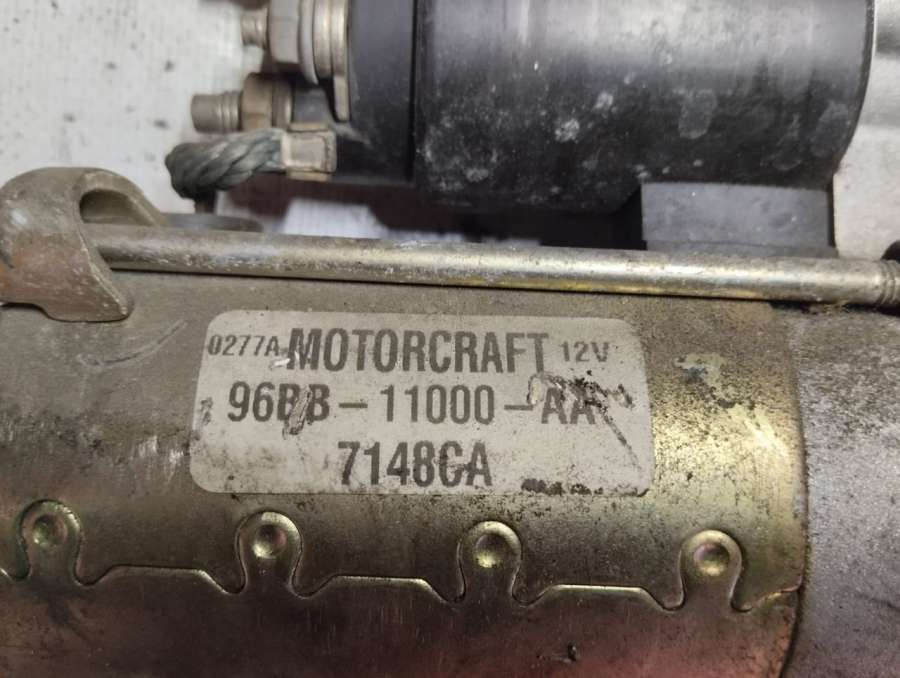 0277A MOTORCRAFT 12V
96BB-11000-AA
7148CA